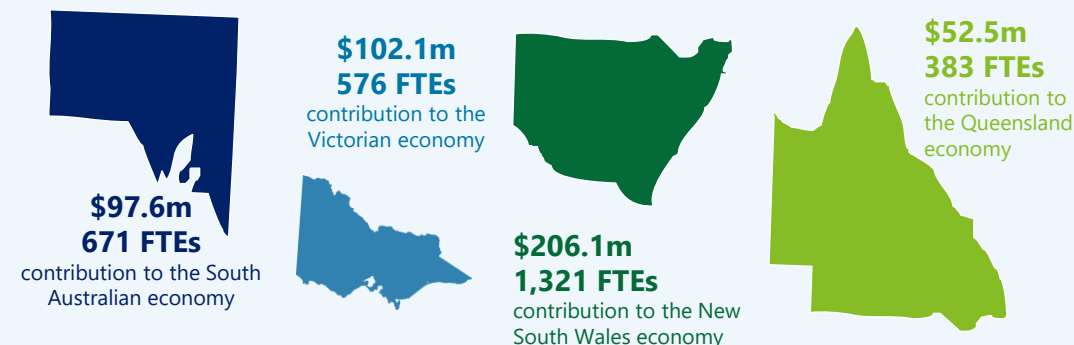 $97.6m
671 FTEs
contribution to the South
Australian economy
$102.1m
576 FTEs
contribution to the
Victorian economy
$206.1m
1,321 FTEs
contribution to the New
South Wales economy
$52.5m
383 FTEs
contribution to
the Queensland
economy